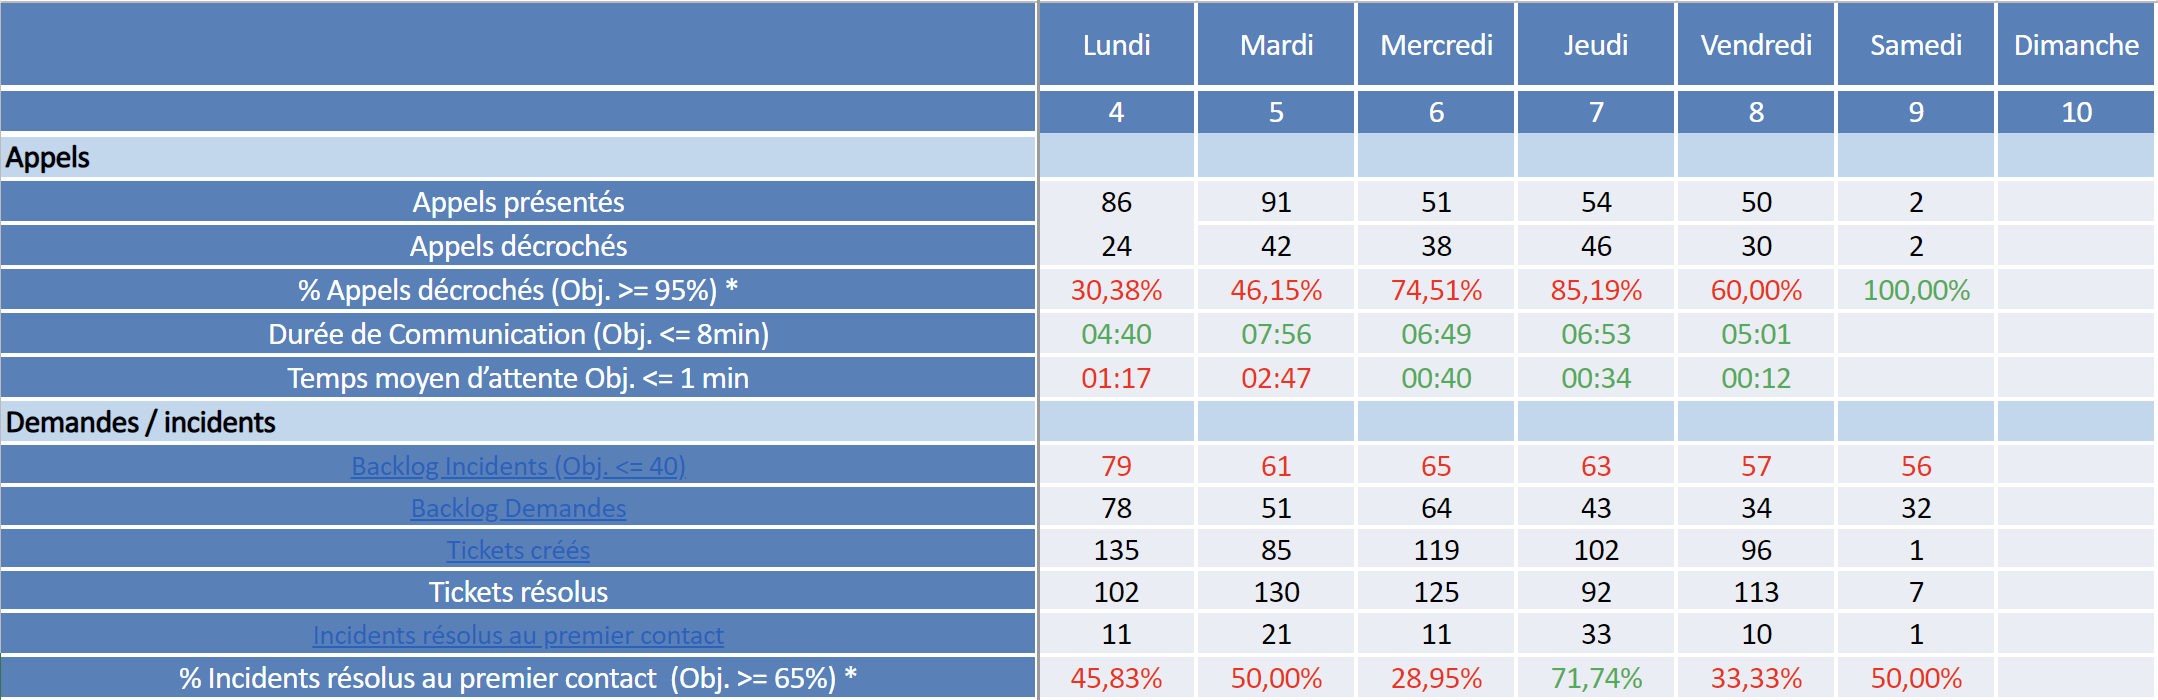 Lundi Mardi Mercredi Jeudi Vendredi Samedi Dimanche
4 5 6 7 8 9 10
Appels
Appels présentés 86 91 51 54 50 2
Appels décrochés 24 42 38 46 30 2
% Appels décrochés (Obj. >= 95%) * 30,38% 46,15% 74,51% 85,19% 60,00% 100,00%
Durée de Communication (Obj. <= 8min) 04:40 07:56 06:49 06:53 05:01
Temps moyen d’attente Obj. <= 1 min 01:17 02:47 00:40 00:34 00:12
Demandes / incidents
Backlog Incidents (Obj. <= 40) 79 61 65 63 57 56
Backlog Demandes 78 51 64 43 34 32
Tickets créés 135 85 119 102 96 1
Tickets résolus 102 130 125 92 113 7
Incidents résolus au premier contact 11 21 11 33 10 1
% Incidents résolus au premier contact (Obj. >= 65%) * 45,83% 50,00% 28,95% 71,74% 33,33% 50,00%